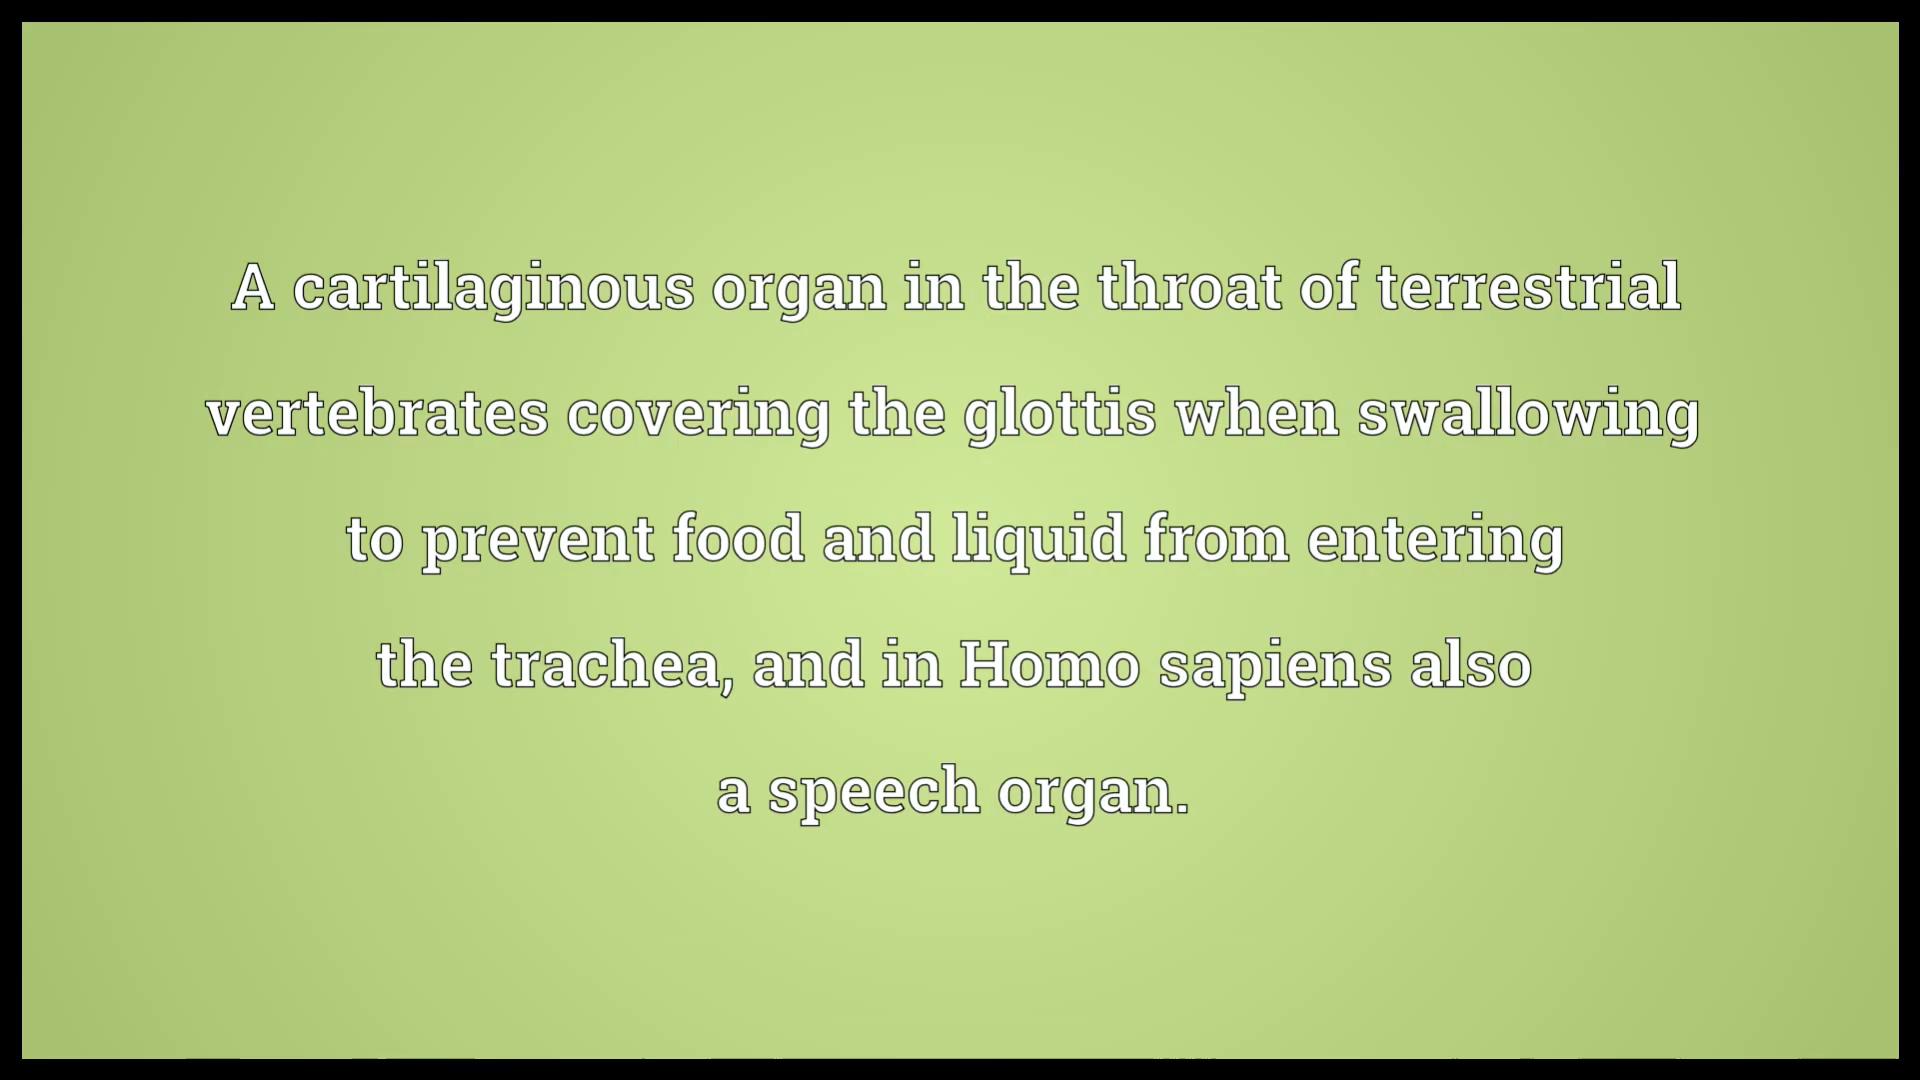 A cartilaginous organ in the throat of terrestrial
vertebrates covering the glottis when swallowing
to prevent food and liquid from entering
the trachea, and in Homo sapiens also
a speech organ.